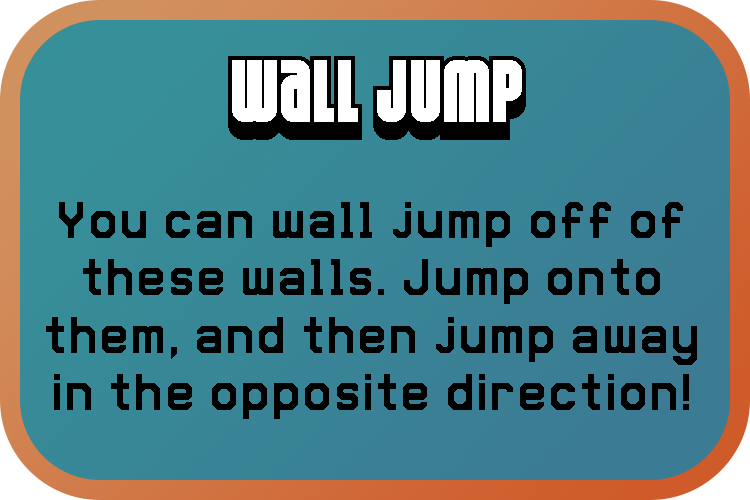 Wall Jump
You can wall jump off of
these walls. Jump onto
them, and then jump away
in the opposite direction!